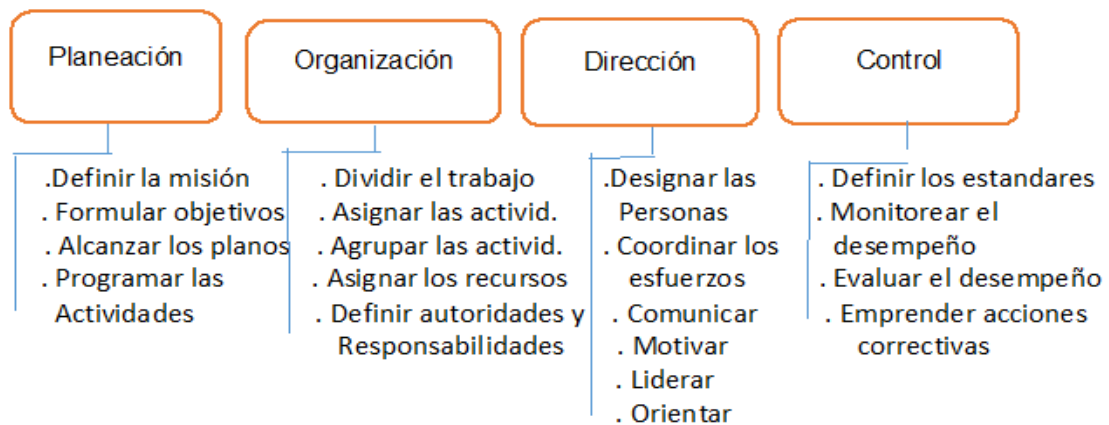 Planeación
Organización
Dirección
Control
.Definir la misión
. Formular objetivos
. Alcanzar los planos
. Programar las
Actividades
. Dividir el trabajo
. Asignar las activid.
. Agrupar las activid.
. Asignar los recursos
. Definir autoridades y
Responsabilidades
.Designar las
Personas
. Coordinar los
esfuerzos
. Comunicar
. Motivar
. Liderar
. Orientar
. Definir los estandares
. Monitorear el
desempeño
. Evaluar el desempeño
. Emprender acciones
correctivas